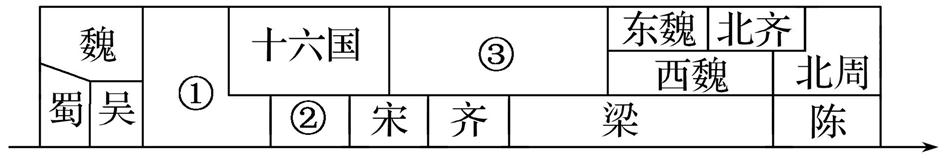 魏 十六国 ③ 东魏 北齐
西魏 北周
蜀 吴 ① ② 宋 齐 梁 陈